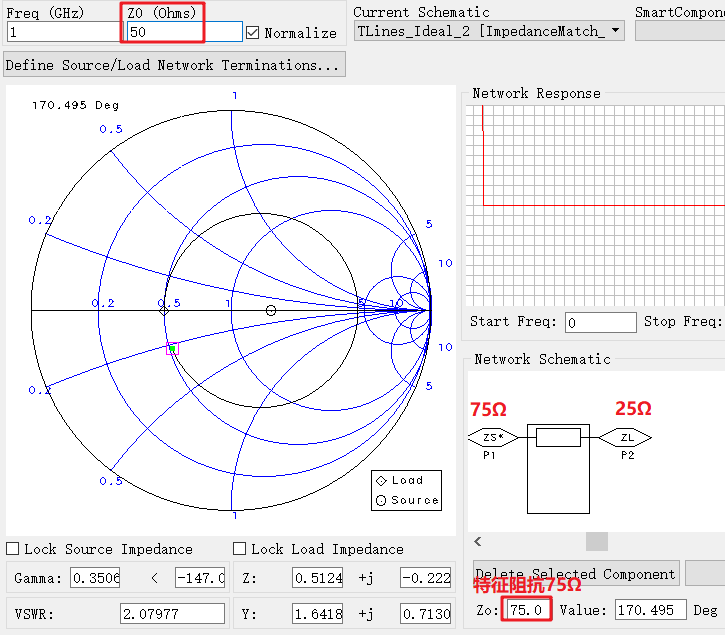 Freq (GHz)
Z0 (Ohms)
1
50
Normalize
Current Schematic
TLines_Ideal_2 [ImpedanceMatch_
SmartCompon
Define Source/Load Network Terminations...
170.495 Deg
1
0.5
0.2
5
10
0.2
0.5
1
5
10
10
5
0.2
0.5
1
Load
Source
Network Response
Start Freq:
0
Stop Freq:
Network Schematic
75Ω
25Ω
ZS*
ZL
P1
P2
Lock Source Impedance
Lock Load Impedance
Gamma:
0.3506
<
-147.0
Z:
0.5124
+j
-0.222
VSWR:
2.07977
Y:
1.6418
+j
0.7130
Delete Selected Component
特征阻抗75Ω
Zo:
75.0
Value:
170.495
Deg